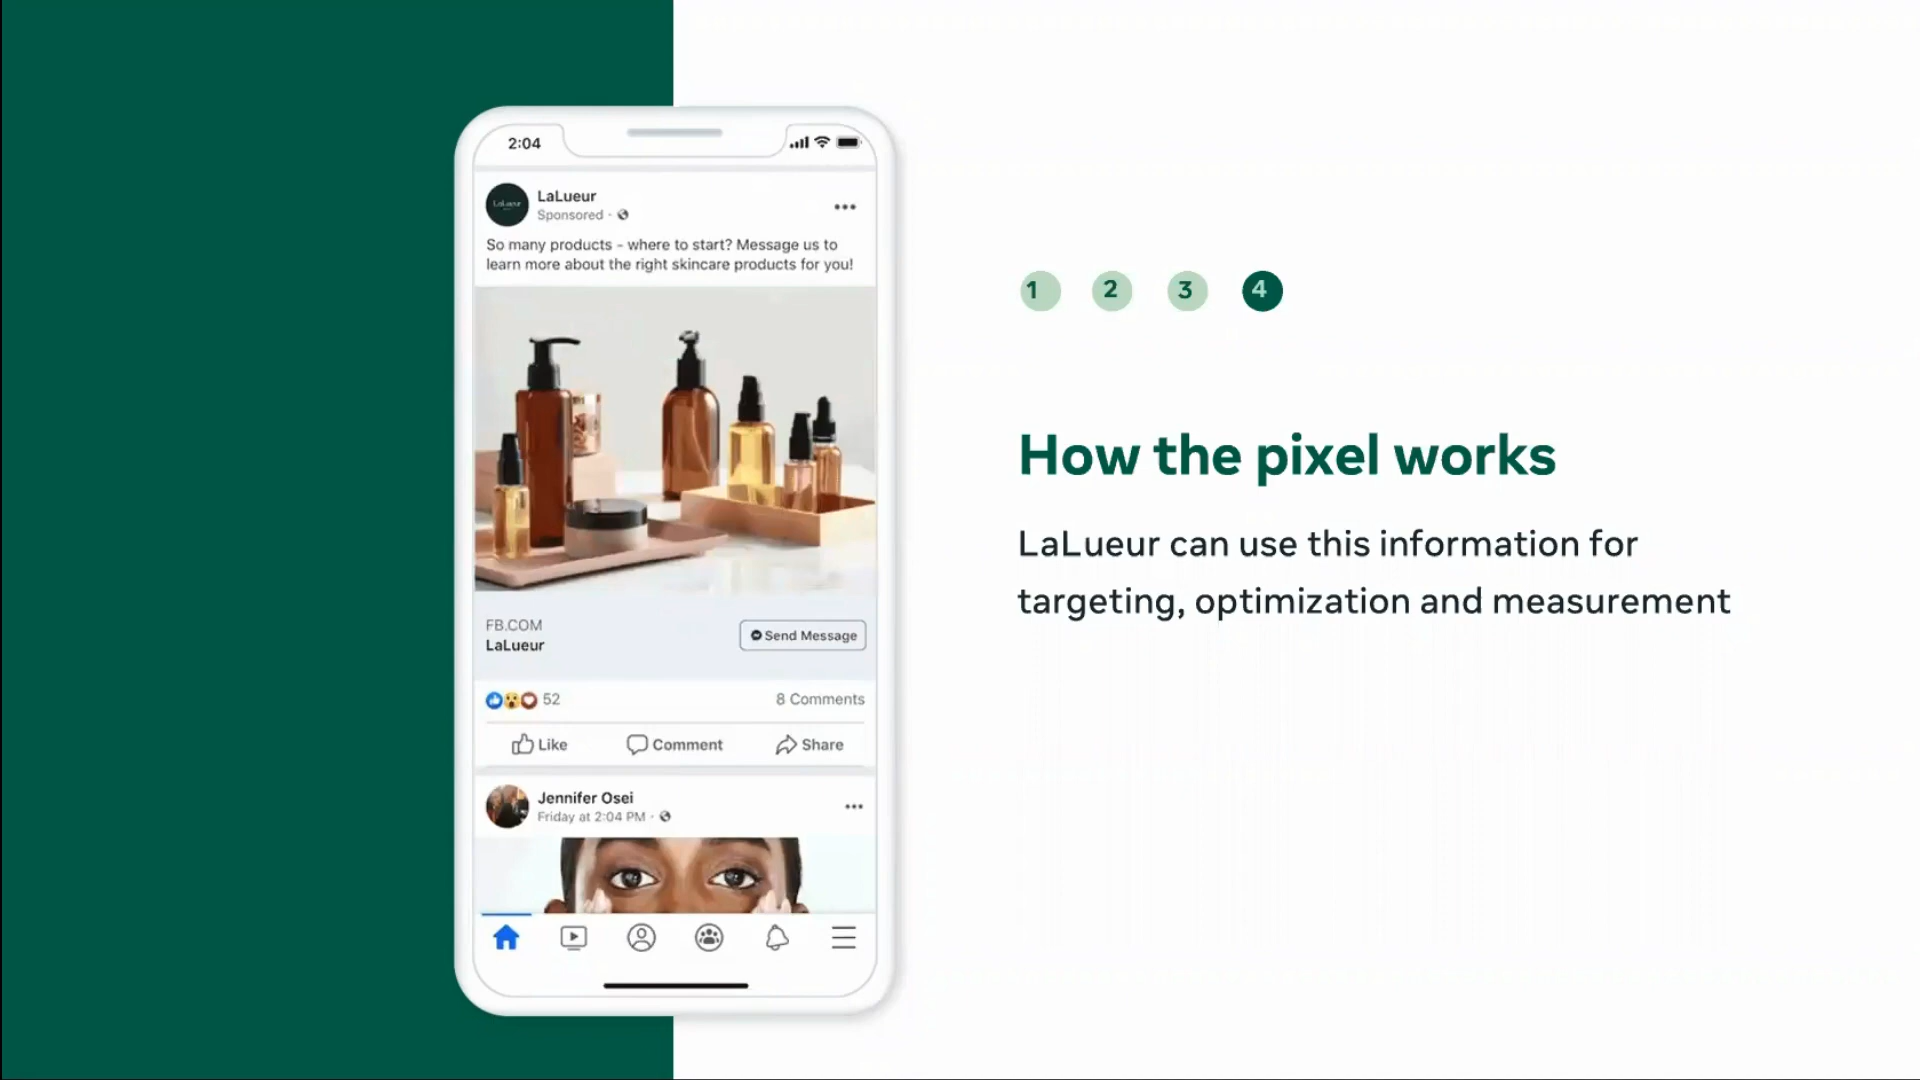 2:04
LaLueur
LaLueur
Sponsored ·
So many products - where to start? Message us to
learn more about the right skincare products for you!
FB.COM
LaLueur
Send Message
52
8 Comments
Like
Comment
Share
Jennifer Osei
Friday at 2:04 PM ·
1
2
3
4
How the pixel works
LaLueur can use this information for
targeting, optimization and measurement